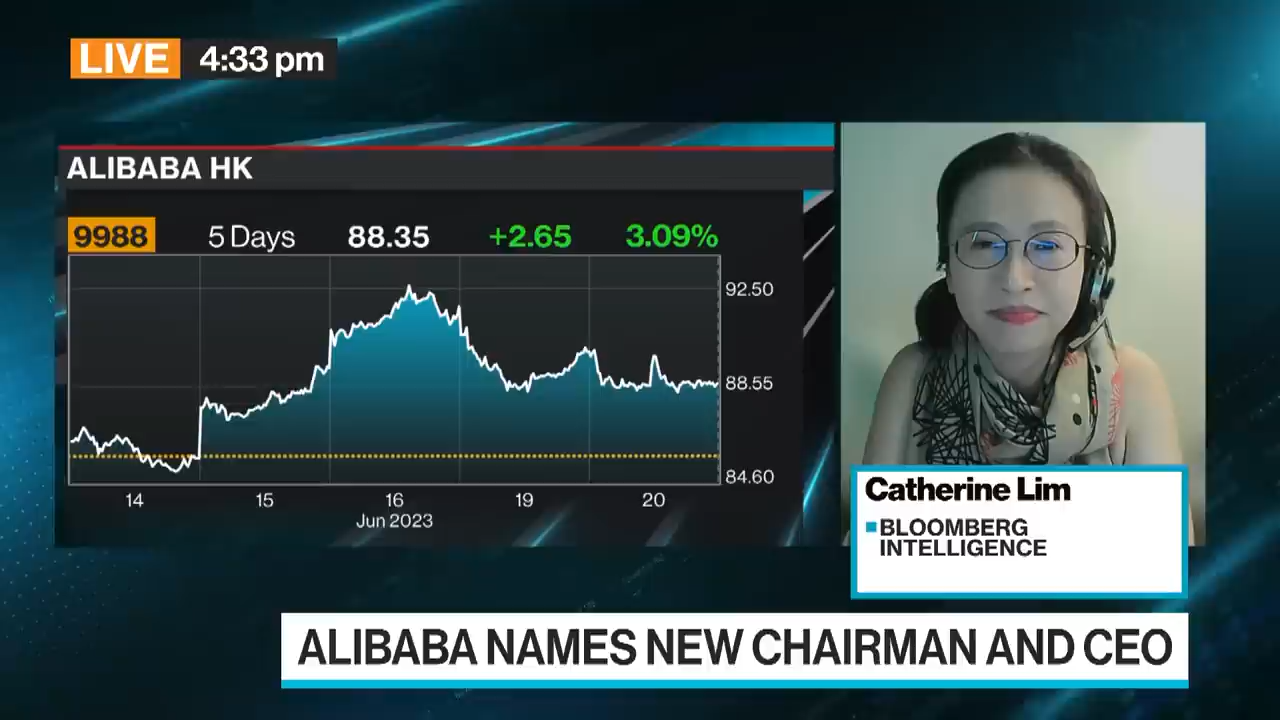 LIVE 4:33 pm
ALIBABA HK
9988 5 Days 88.35 +2.65 3.09%
92.50
88.55
84.60
14 15 16 19 20
Jun 2023
Catherine Lim
BLOOMBERG
INTELLIGENCE
ALIBABA NAMES NEW CHAIRMAN AND CEO